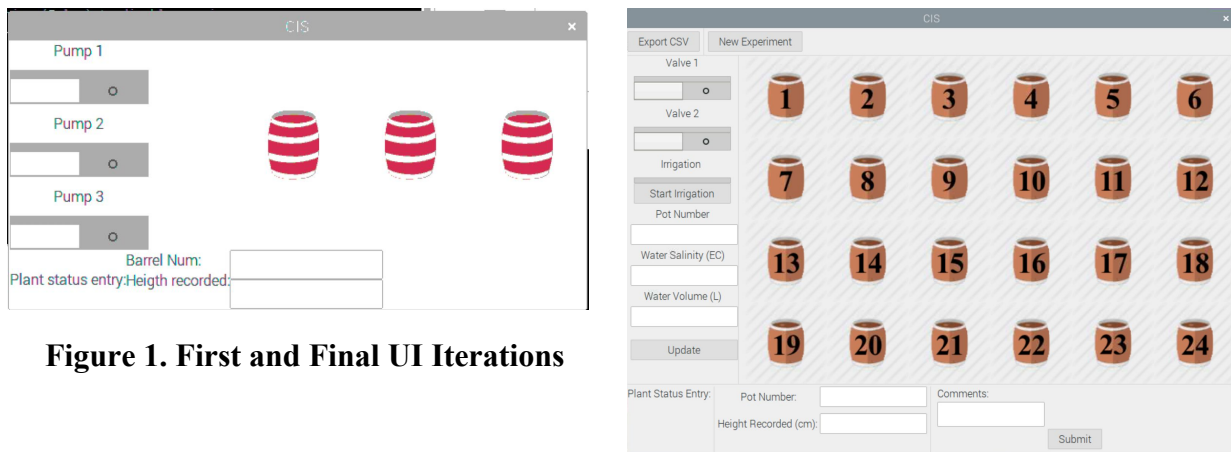 CIS
×
Pump 1
Pump 2
Pump 3
Barrel Num:
Plant status entry:Heigth recorded:
Figure 1. First and Final UI Iterations
CIS
×
Export CSV New Experiment
Valve 1
Valve 2
Irrigation
Start Irrigation
Pot Number
Water Salinity (EC)
Water Volume (L)
Update
1 2 3 4 5 6
7 8 9 10 11 12
13 14 15 16 17 18
19 20 21 22 23 24
Plant Status Entry: Pot Number: Comments:
Height Recorded (cm):
Submit